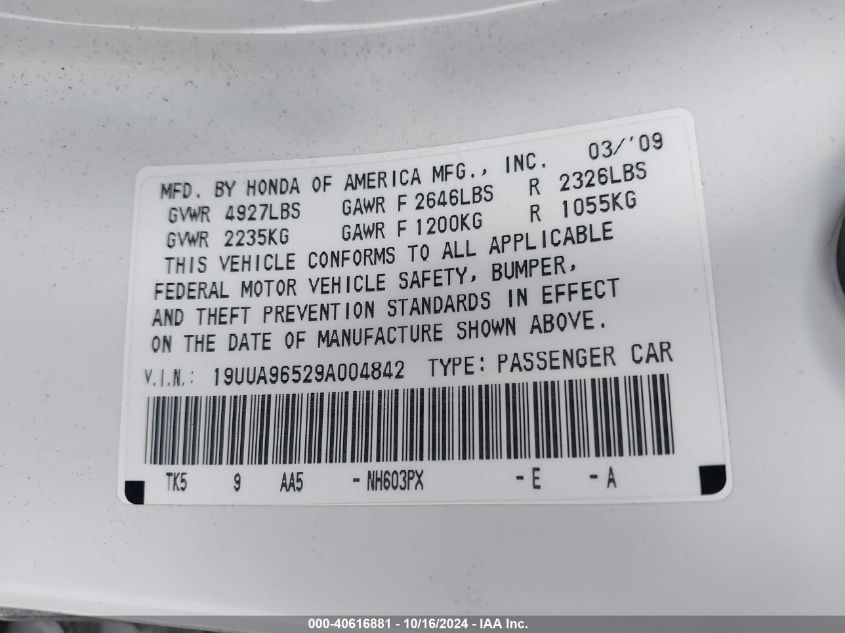 03/'09
MFD. BY HONDA OF AMERICA MFG., INC.
GVWR 4927LBS GAWR F 2646LBS R 2326LBS
GVWR 2235KG GAWR F 1200KG R 1055KG
THIS VEHICLE CONFORMS TO ALL APPLICABLE
FEDERAL MOTOR VEHICLE SAFETY, BUMPER,
AND THEFT PREVENTION STANDARDS IN EFFECT
ON THE DATE OF MANUFACTURE SHOWN ABOVE.
V.I.N.: 19UUA96529A004842 TYPE: PASSENGER CAR
TK5 9 AA5 -NH603PX -E -A
000-40616881 - 10/16/2024 - IAA Inc.